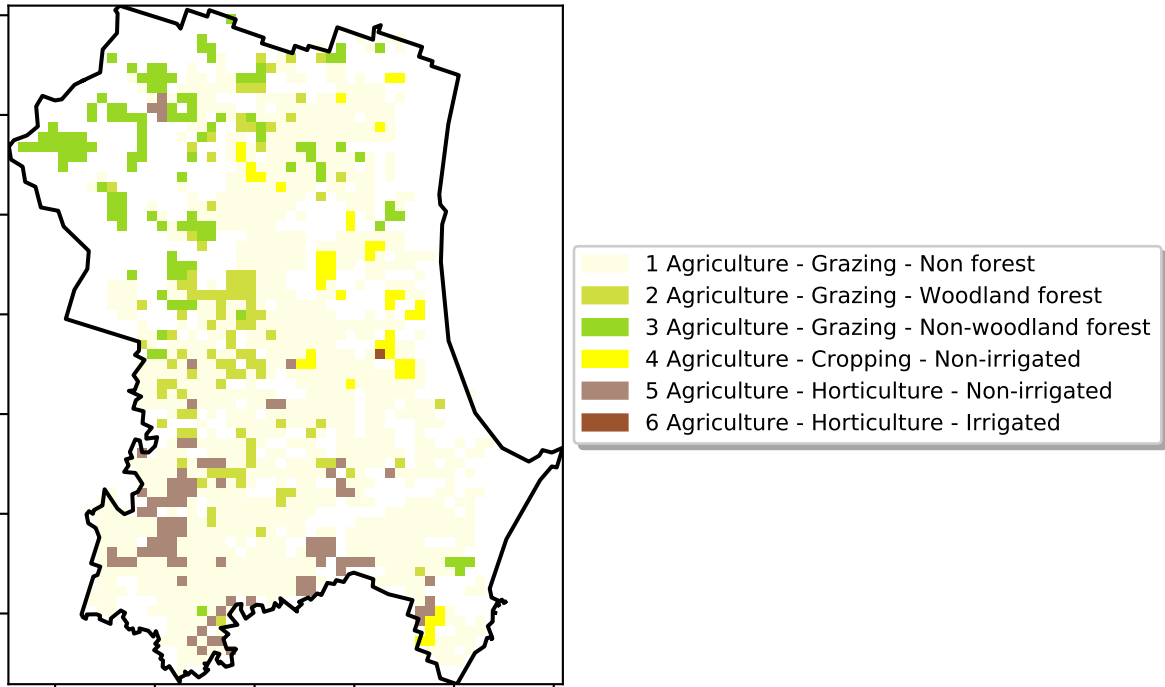 1 Agriculture - Grazing - Non forest
2 Agriculture - Grazing - Woodland forest
3 Agriculture - Grazing - Non-woodland forest
4 Agriculture - Cropping - Non-irrigated
5 Agriculture - Horticulture - Non-irrigated
6 Agriculture - Horticulture - Irrigated